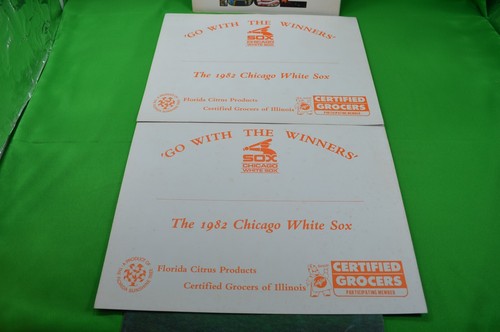 'GO WITH THE WINNERS'
SOX
CHICAGO
WHITE SOX
The 1982 Chicago White Sox
Florida Citrus Products
Certified Grocers of Illinois
CERTIFIED
GROCERS
PARTICIPATING MEMBER
'GO WITH THE WINNERS'
SOX
CHICAGO
WHITE SOX
The 1982 Chicago White Sox
Florida Citrus Products
Certified Grocers of Illinois
CERTIFIED
GROCERS
PARTICIPATING MEMBER